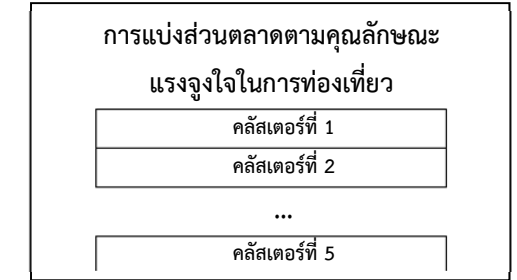 การแบ่งส่วนตลาดตามคุณลักษณะ
แรงจูงใจในการท่องเที่ยว
คลัสเตอร์ที่ 1
คลัสเตอร์ที่ 2
...
คลัสเตอร์ที่ 5